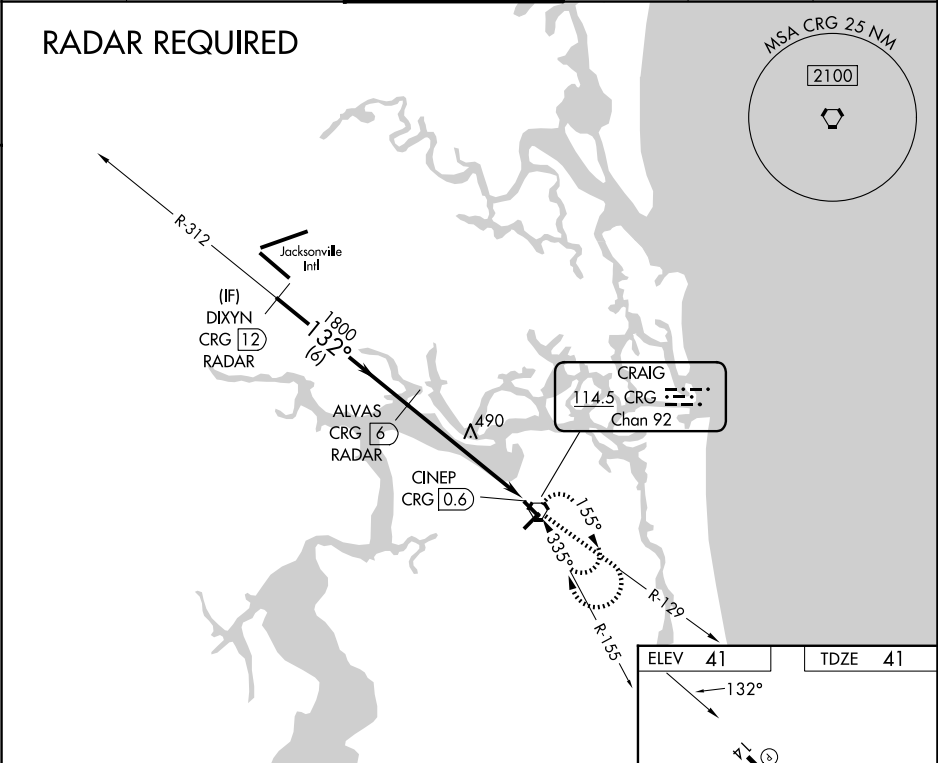 RADAR REQUIRED
MSA CRG 25 NM
2100
R-312
Jacksonville
Intl
(IF)
DIXYN
CRG 12
RADAR
1800
132°
(6)
ALVAS
CRG 6
RADAR
490
CRAIG
114.5 CRG
Chan 92
CINEP
CRG 0.6
155°
335°
R-129
R-155
ELEV 41
TDZE 41
132°
14
P